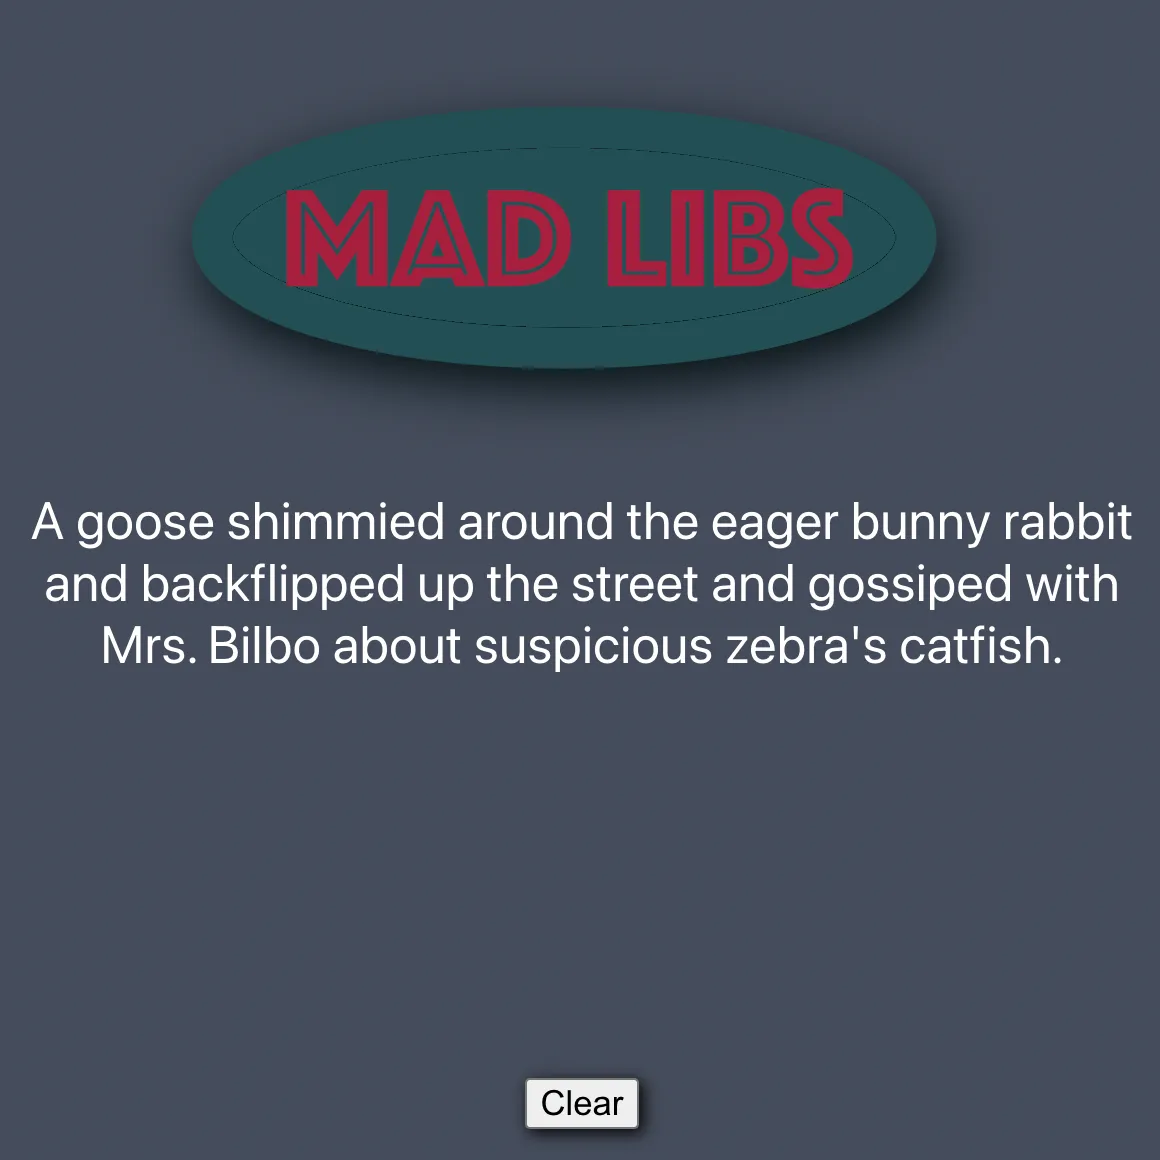 MAD LIBS
A goose shimmied around the eager bunny rabbit
and backflipped up the street and gossiped with
Mrs. Bilbo about suspicious zebra's catfish.
Clear